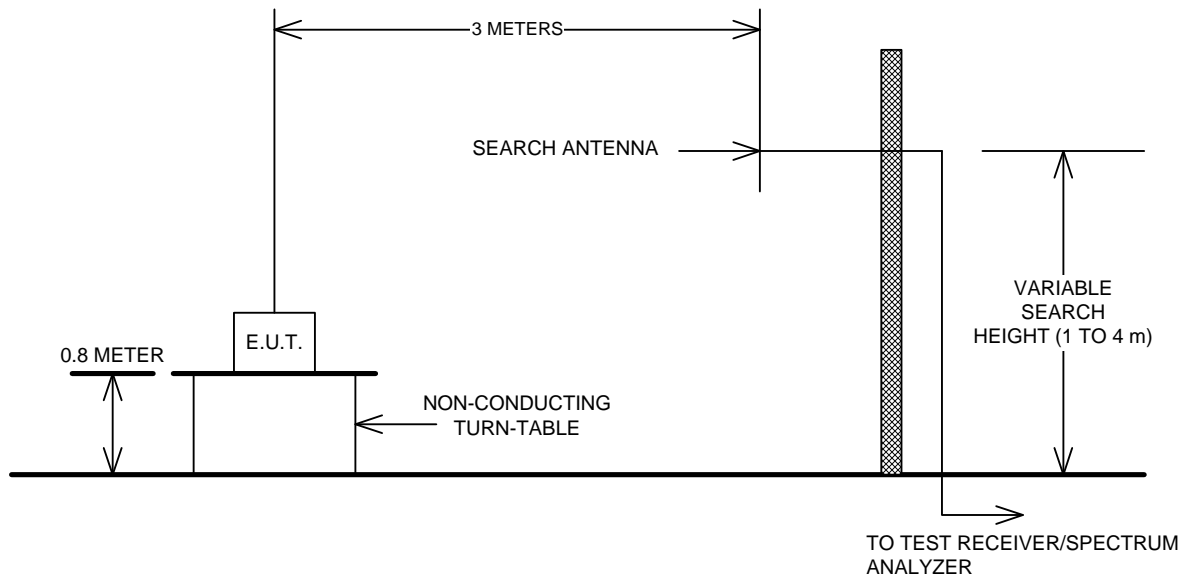 3 METERS
SEARCH ANTENNA
VARIABLE
SEARCH
HEIGHT (1 TO 4 m)
E.U.T.
0.8 METER
NON-CONDUCTING
TURN-TABLE
TO TEST RECEIVER/SPECTRUM
ANALYZER